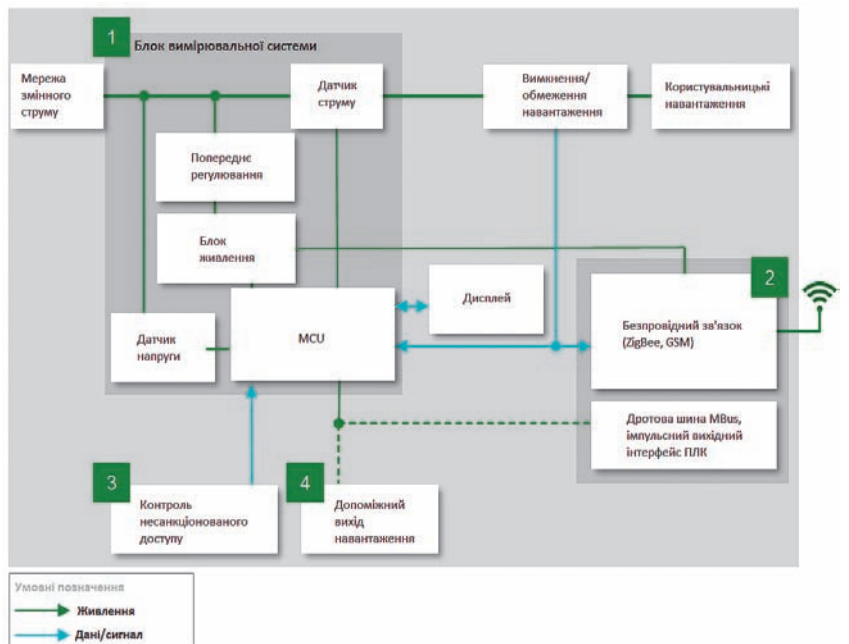 1
Блок вимірювальної системи
Мережа
змінного
струму
Датчик
струму
Вимкнення/
обмеження
навантаження
Користувальницькі
навантаження
Попереднє
регулювання
Блок
живлення
2
Дисплей
Безпровідний зв'язок
(ZigBee, GSM)
MCU
Датчик
напруги
Дротова шина MBus,
імпульсний вихідний
інтерфейс ПЛК
3
Контроль
несанкціонованого
доступу
4
Допоміжний
вихід
навантаження
Умовні позначення
Живлення
Дані/сигнал